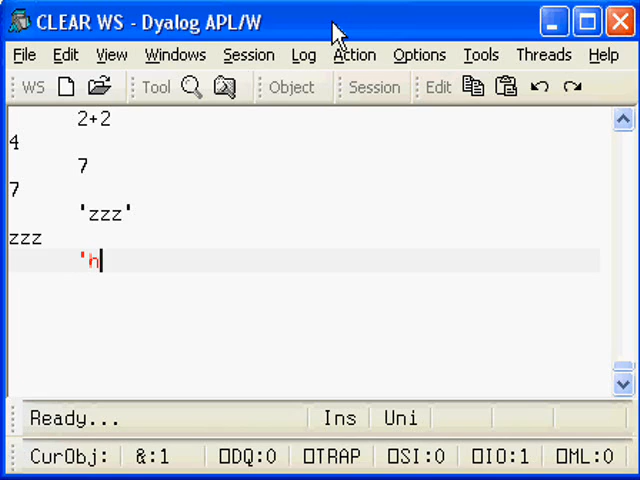 CLEAR WS - Dyalog APL/W
File Edit View Windows Session Log Action Options Tools Threads Help
WS Tool Object Session Edit
2+2
4
7
7
'zzz'
zzz
'h
Ready... Ins Uni
CurObj: &:1 ⎕DQ:0 ⎕TRAP ⎕SI:0 ⎕IO:1 ⎕ML:0